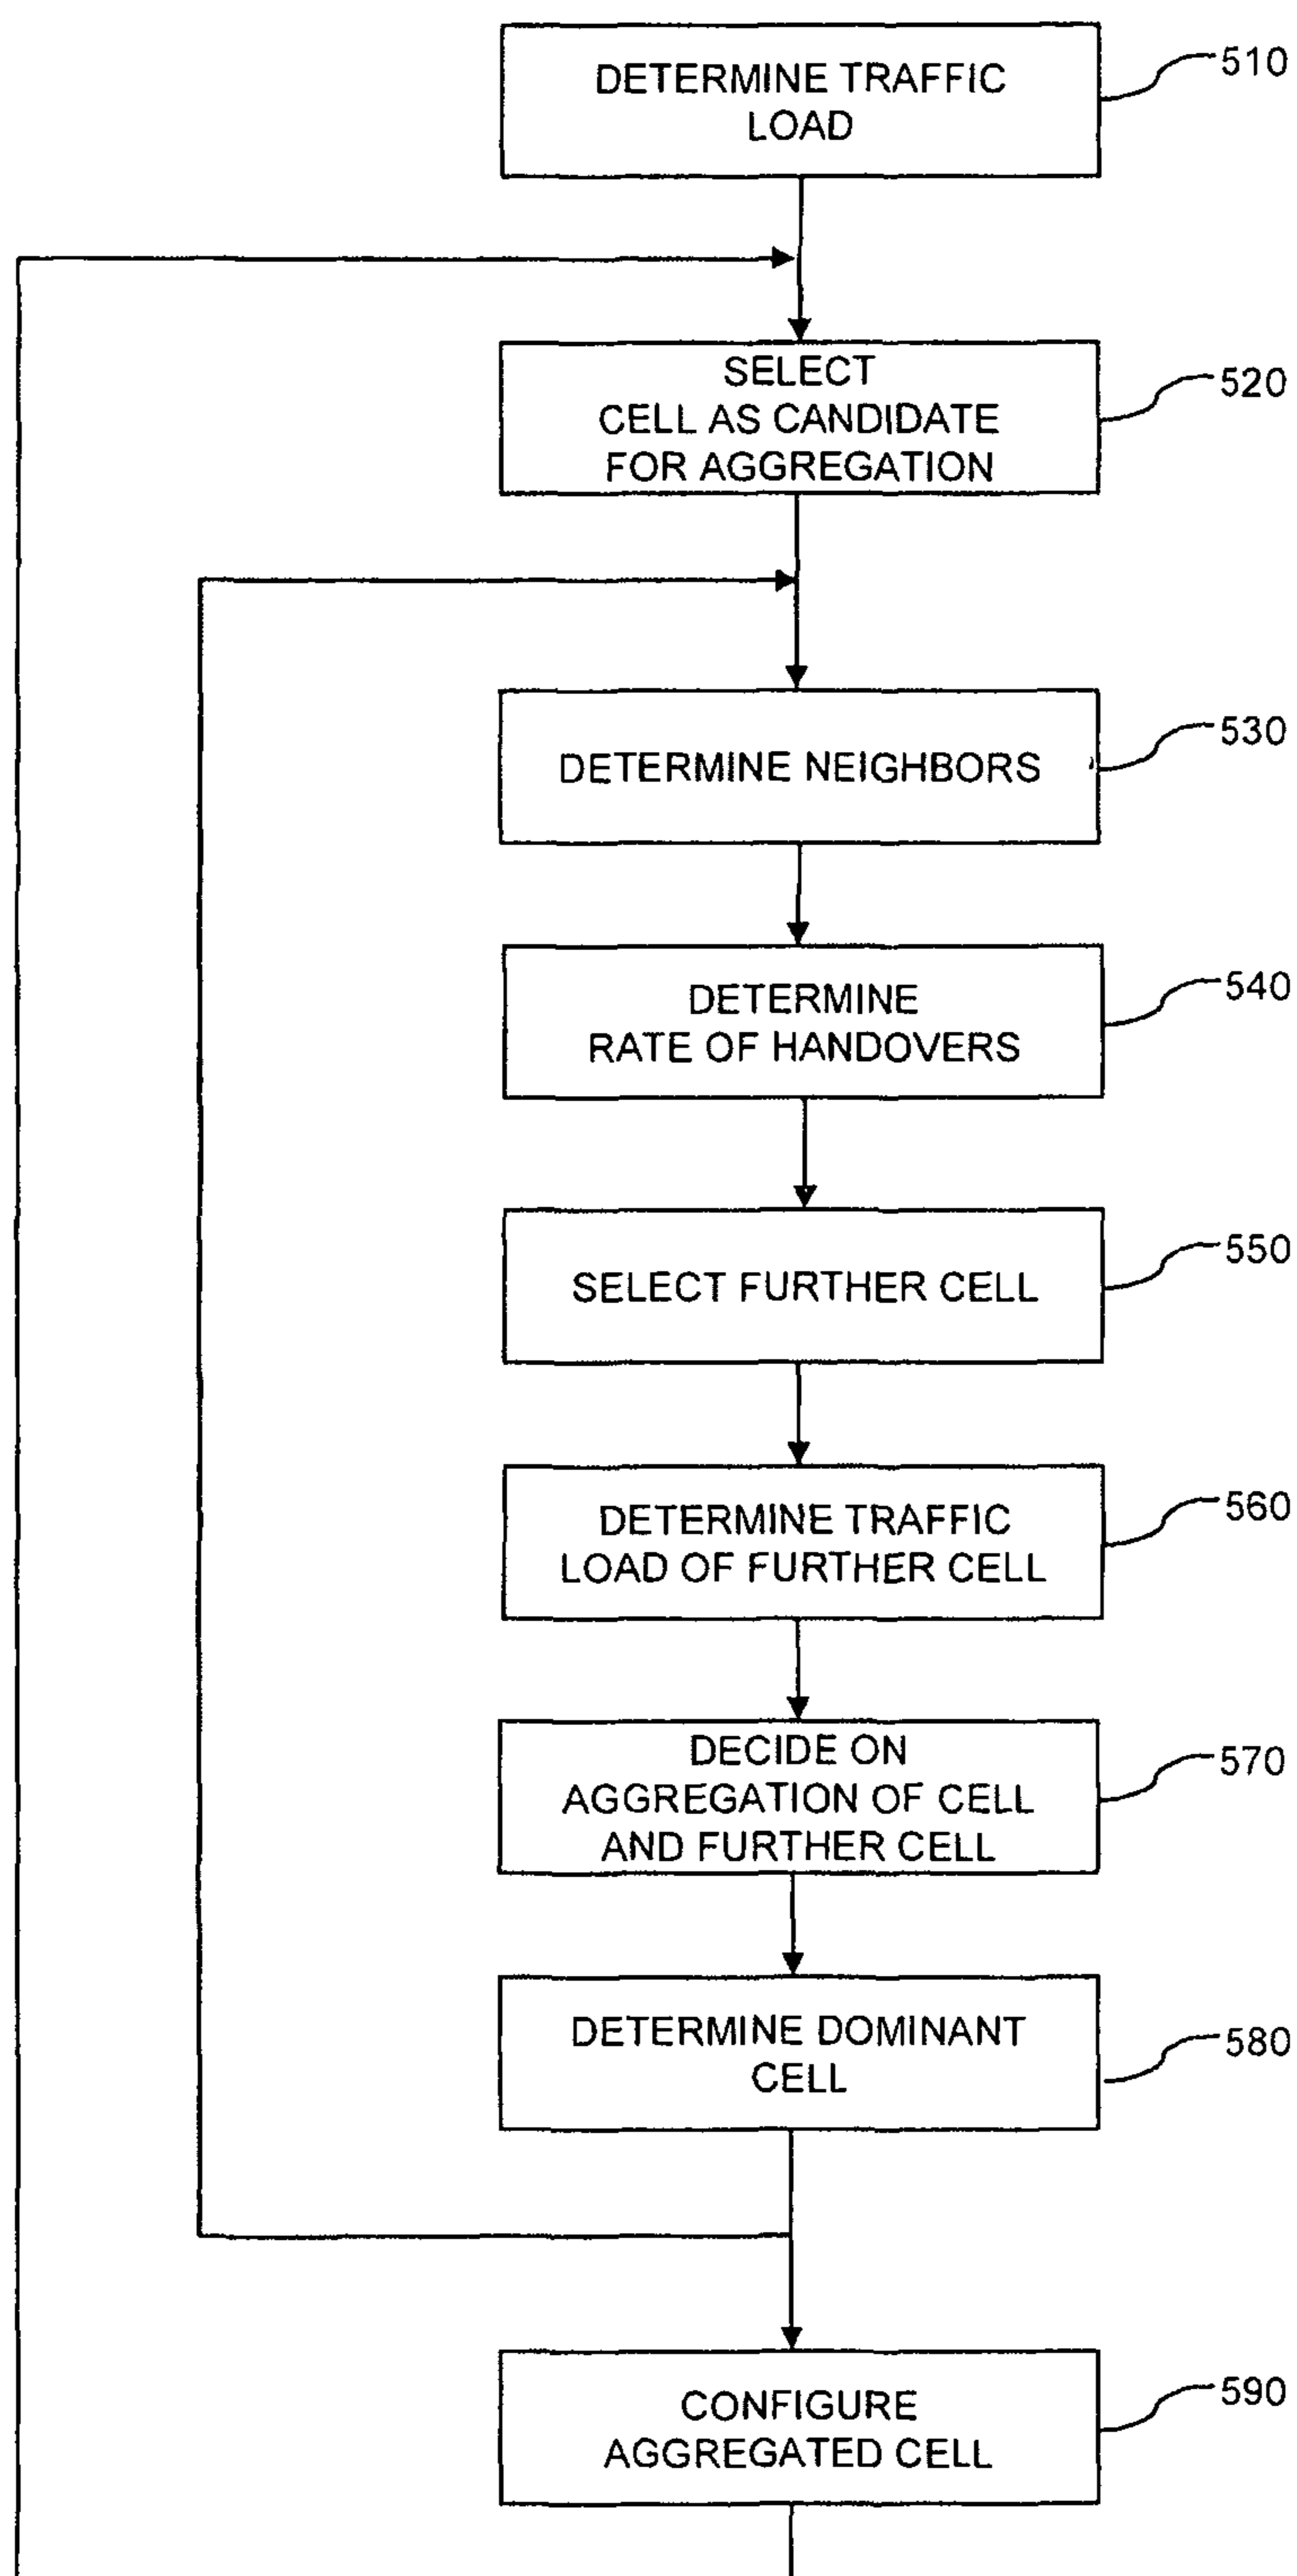 DETERMINE TRAFFIC
LOAD
510
SELECT
CELL AS CANDIDATE
FOR AGGREGATION
520
DETERMINE NEIGHBORS
530
DETERMINE
RATE OF HANDOVERS
540
SELECT FURTHER CELL
550
DETERMINE TRAFFIC
LOAD OF FURTHER CELL
560
DECIDE ON
AGGREGATION OF CELL
AND FURTHER CELL
570
DETERMINE DOMINANT
CELL
580
CONFIGURE
AGGREGATED CELL
590